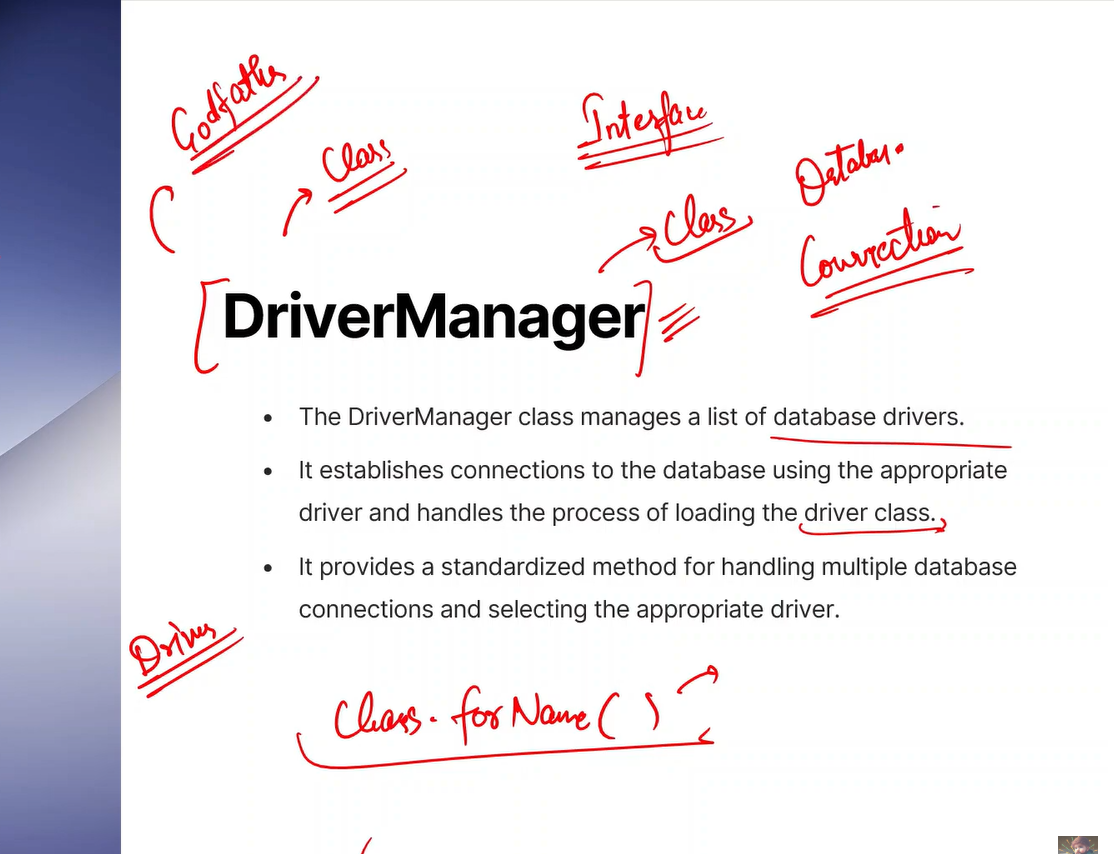 Godfather
Class
Interface
Class
Connection
DriverManager
• The DriverManager class manages a list of database drivers.
• It establishes connections to the database using the appropriate
driver and handles the process of loading the driver class.
• It provides a standardized method for handling multiple database
connections and selecting the appropriate driver.
Driver
Class.forName( )